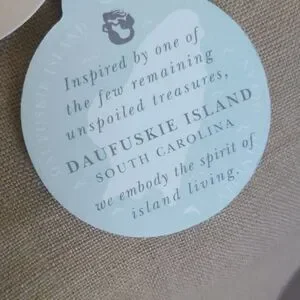 Inspired by one of
the few remaining
unspoiled treasures,
DAUFUSKIE ISLAND
SOUTH CAROLINA
we embody the spirit of
island living.